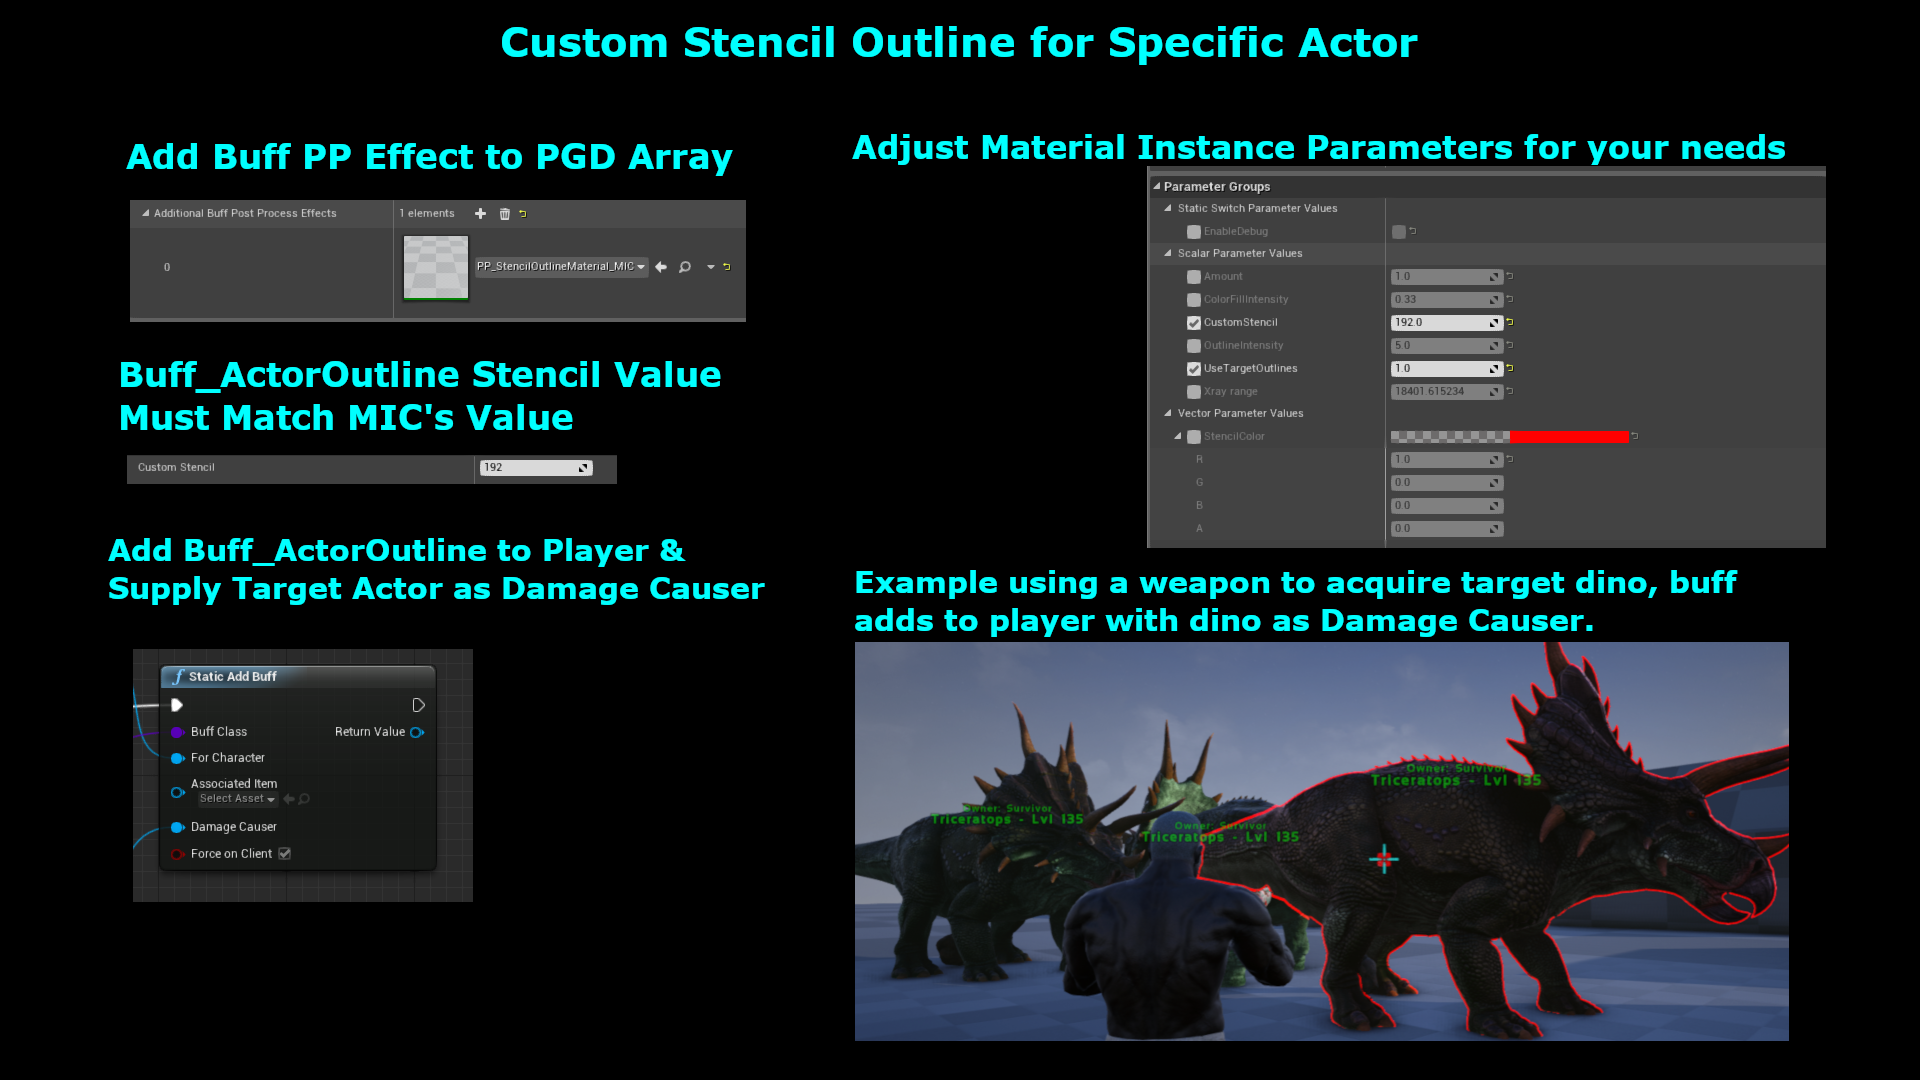 Custom Stencil Outline for Specific Actor
Add Buff PP Effect to PGD Array
Additional Buff Post Process Effects
1 elements
0
PP_StencilOutlineMaterial_MIC
Buff_ActorOutline Stencil Value
Must Match MIC's Value
Custom Stencil
192
Add Buff_ActorOutline to Player &
Supply Target Actor as Damage Causer
f Static Add Buff
Buff Class
Return Value
For Character
Associated Item
Select Asset
Damage Causer
Force on Client
Adjust Material Instance Parameters for your needs
Parameter Groups
Static Switch Parameter Values
EnableDebug
Scalar Parameter Values
Amount
1.0
ColorFillIntensity
0.33
CustomStencil
192.0
OutlineIntensity
5.0
UseTargetOutlines
1.0
Xray range
18401.615234
Vector Parameter Values
StencilColor
R
1.0
G
0.0
B
0.0
A
0.0
Example using a weapon to acquire target dino, buff
adds to player with dino as Damage Causer.
Owner: Survivor
Triceratops - Lvl 135
Owner: Survivor
Triceratops - Lvl 135
Owner: Survivor
Triceratops - Lvl 135